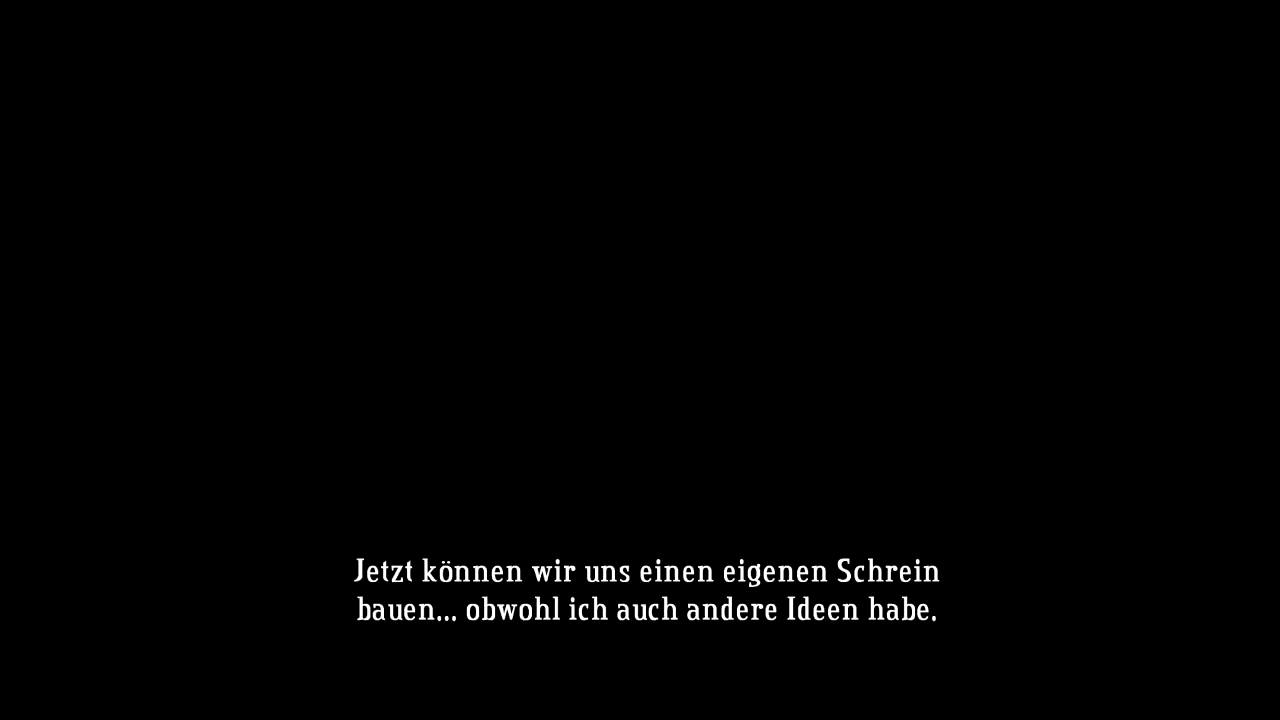 Jetzt können wir uns einen eigenen Schrein
bauen... obwohl ich auch andere Ideen habe.